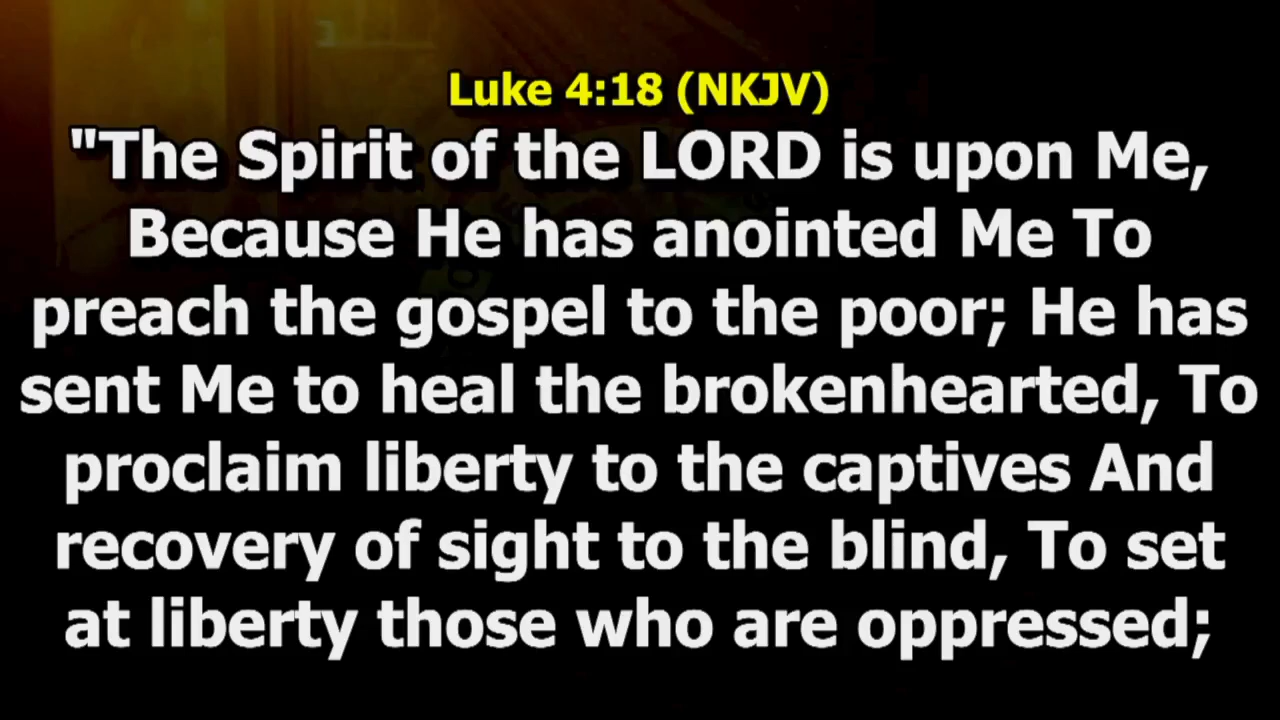 Luke 4:18 (NKJV)
"The Spirit of the LORD is upon Me,
Because He has anointed Me To
preach the gospel to the poor; He has
sent Me to heal the brokenhearted, To
proclaim liberty to the captives And
recovery of sight to the blind, To set
at liberty those who are oppressed;